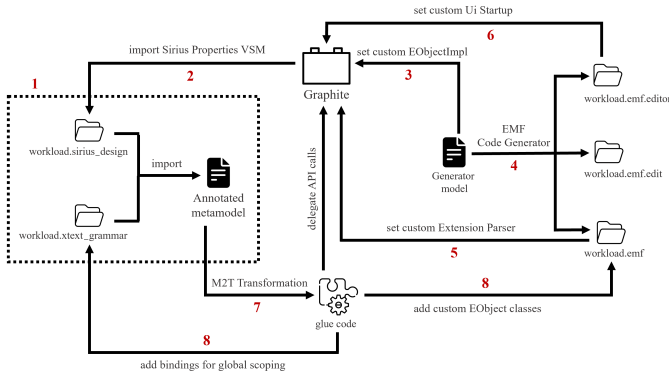 set custom Ui Startup
6
import Sirius Properties VSM
2
set custom EObjectImpl
3
1
Graphite
workload.emf.editor
workload.sirius_design
import
EMF
Code Generator
4
Annotated
metamodel
delegate API calls
Generator
model
workload.emf.edit
workload.xtext_grammar
set custom Extension Parser
5
workload.emf
M2T Transformation
7
8
add custom EObject classes
glue code
8
add bindings for global scoping